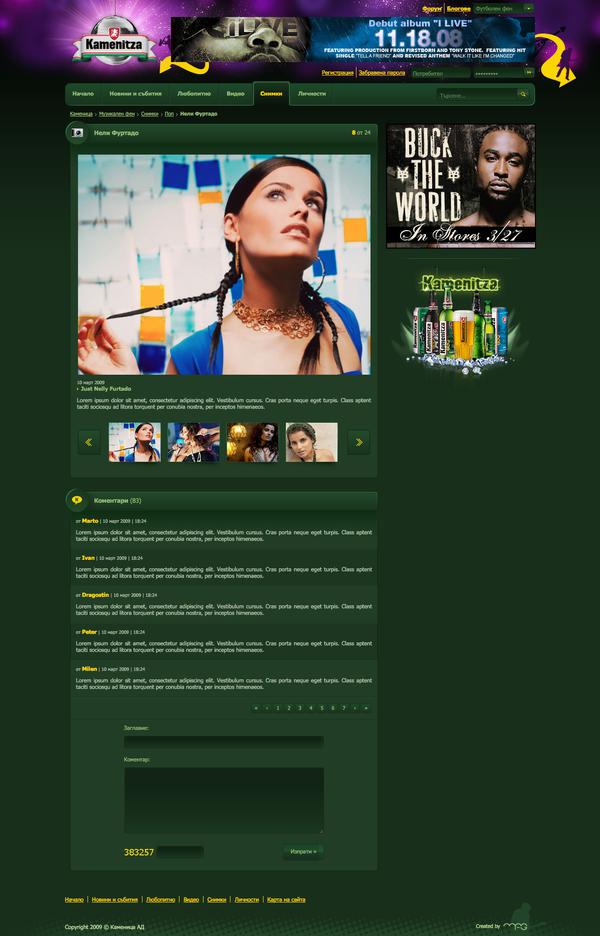 Форум | Блогове Футболен фен
Kamenitza
Debut album "I LIVE"
11.18.08
I LIVE
FEATURING PRODUCTION FROM FIRSTBORN AND TONY STONE. FEATURING HIT
SINGLE "TELLA FRIEND" AND REVISED ANTHEM "WALK IT LIKE I'M CHANGED"
Регистрация | Забравена парола Потребител
Начало Новини и събития Любопитно Видео Снимки Личности Търсене...
Каменица > Музикален фен > Снимки > Поп > Нели Фуртадо
Нели Фуртадо 8 от 24
BUCK
THE
WORLD
In Stores 3/27
Kamenitza
10 март 2009
Just Nelly Furtado
Lorem ipsum dolor sit amet, consectetur adipiscing elit. Vestibulum cursus. Cras porta neque eget turpis. Class aptent
taciti sociosqu ad litora torquent per conubia nostra, per inceptos himenaeos.
« »
Коментари (83)
от Marto | 10 март 2009 | 18:24
Lorem ipsum dolor sit amet, consectetur adipiscing elit. Vestibulum cursus. Cras porta neque eget turpis. Class aptent
taciti sociosqu ad litora torquent per conubia nostra, per inceptos himenaeos.
от Ivan | 10 март 2009 | 18:24
Lorem ipsum dolor sit amet, consectetur adipiscing elit. Vestibulum cursus. Cras porta neque eget turpis. Class aptent
taciti sociosqu ad litora torquent per conubia nostra, per inceptos himenaeos.
от Dragostin | 10 март 2009 | 18:24
Lorem ipsum dolor sit amet, consectetur adipiscing elit. Vestibulum cursus. Cras porta neque eget turpis. Class aptent
taciti sociosqu ad litora torquent per conubia nostra, per inceptos himenaeos.
от Peter | 10 март 2009 | 18:24
Lorem ipsum dolor sit amet, consectetur adipiscing elit. Vestibulum cursus. Cras porta neque eget turpis. Class aptent
taciti sociosqu ad litora torquent per conubia nostra, per inceptos himenaeos.
от Milen | 10 март 2009 | 18:24
Lorem ipsum dolor sit amet, consectetur adipiscing elit. Vestibulum cursus. Cras porta neque eget turpis. Class aptent
taciti sociosqu ad litora torquent per conubia nostra, per inceptos himenaeos.
« ‹ 1 2 3 4 5 6 7 › »
Заглавие:
Коментар:
383257 Изпрати »
Начало | Новини и събития | Любопитно | Видео | Снимки | Личности | Карта на сайта
Copyright 2009 © Каменица АД Created by